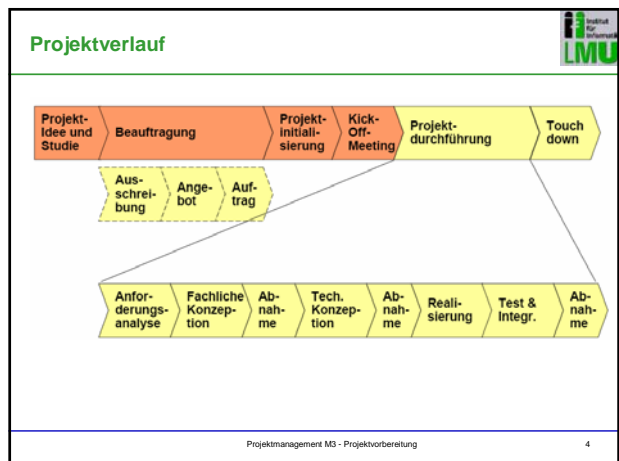 Projektverlauf
Institut
für
Informatik
LMU
Projekt-
Idee und
Studie
Beauftragung
Projekt-
initiali-
sierung
Kick-
Off-
Meeting
Projekt-
durchführung
Touch
down
Aus-
schrei-
bung
Ange-
bot
Auf-
trag
Anfor-
derungs-
analyse
Fachliche
Konzep-
tion
Ab-
nah-
me
Tech.
Konzep-
tion
Ab-
nah-
me
Reali-
sierung
Test &
Integr.
Ab-
nah-
me
Projektmanagement M3 - Projektvorbereitung
4